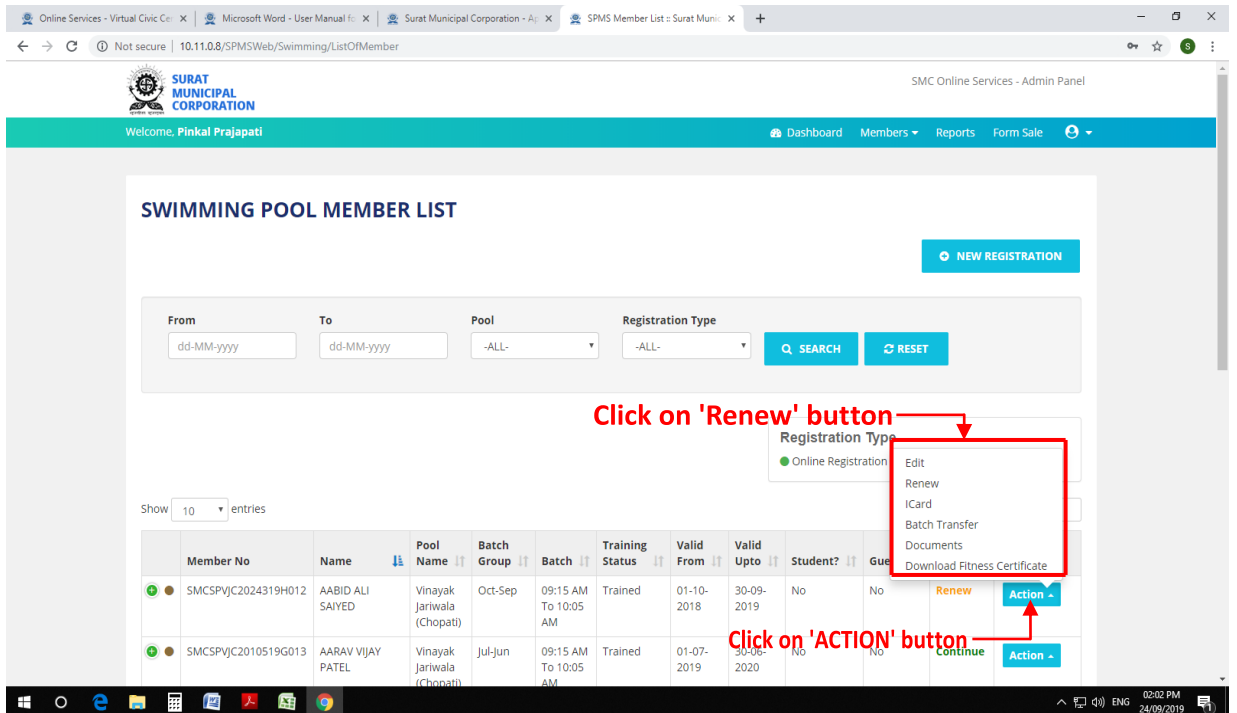 Online Services - Virtual Civic Cer
Microsoft Word - User Manual fo
Surat Municipal Corporation - Ap
SPMS Member List :: Surat Munic
Not secure | 10.11.0.8/SPMSWeb/Swimming/ListOfMember
S
SURAT
MUNICIPAL
CORPORATION
SMC Online Services - Admin Panel
Welcome, Pinkal Prajapati
Dashboard Members Reports Form Sale
SWIMMING POOL MEMBER LIST
NEW REGISTRATION
From To Pool Registration Type
dd-MM-yyyy dd-MM-yyyy -ALL- -ALL- SEARCH RESET
Click on 'Renew' button
Registration Type
Online Registration
Edit
Renew
ICard
Batch Transfer
Documents
Download Fitness Certificate
Show 10 entries
Member No Name Pool Name Batch Group Batch Training Status Valid From Valid Upto Student? Gue
SMCSPVJC2024319H012 AABID ALI SAIYED Vinayak Jariwala (Chopati) Oct-Sep 09:15 AM To 10:05 AM Trained 01-10-2018 30-09-2019 No No Renew Action
Click on 'ACTION' button
SMCSPVJC2010519G013 AARAV VIJAY PATEL Vinayak Jariwala (Chopati) Jul-Jun 09:15 AM To 10:05 AM Trained 01-07-2019 30-06-2020 No No Continue Action
ENG 02:02 PM
24/09/2019